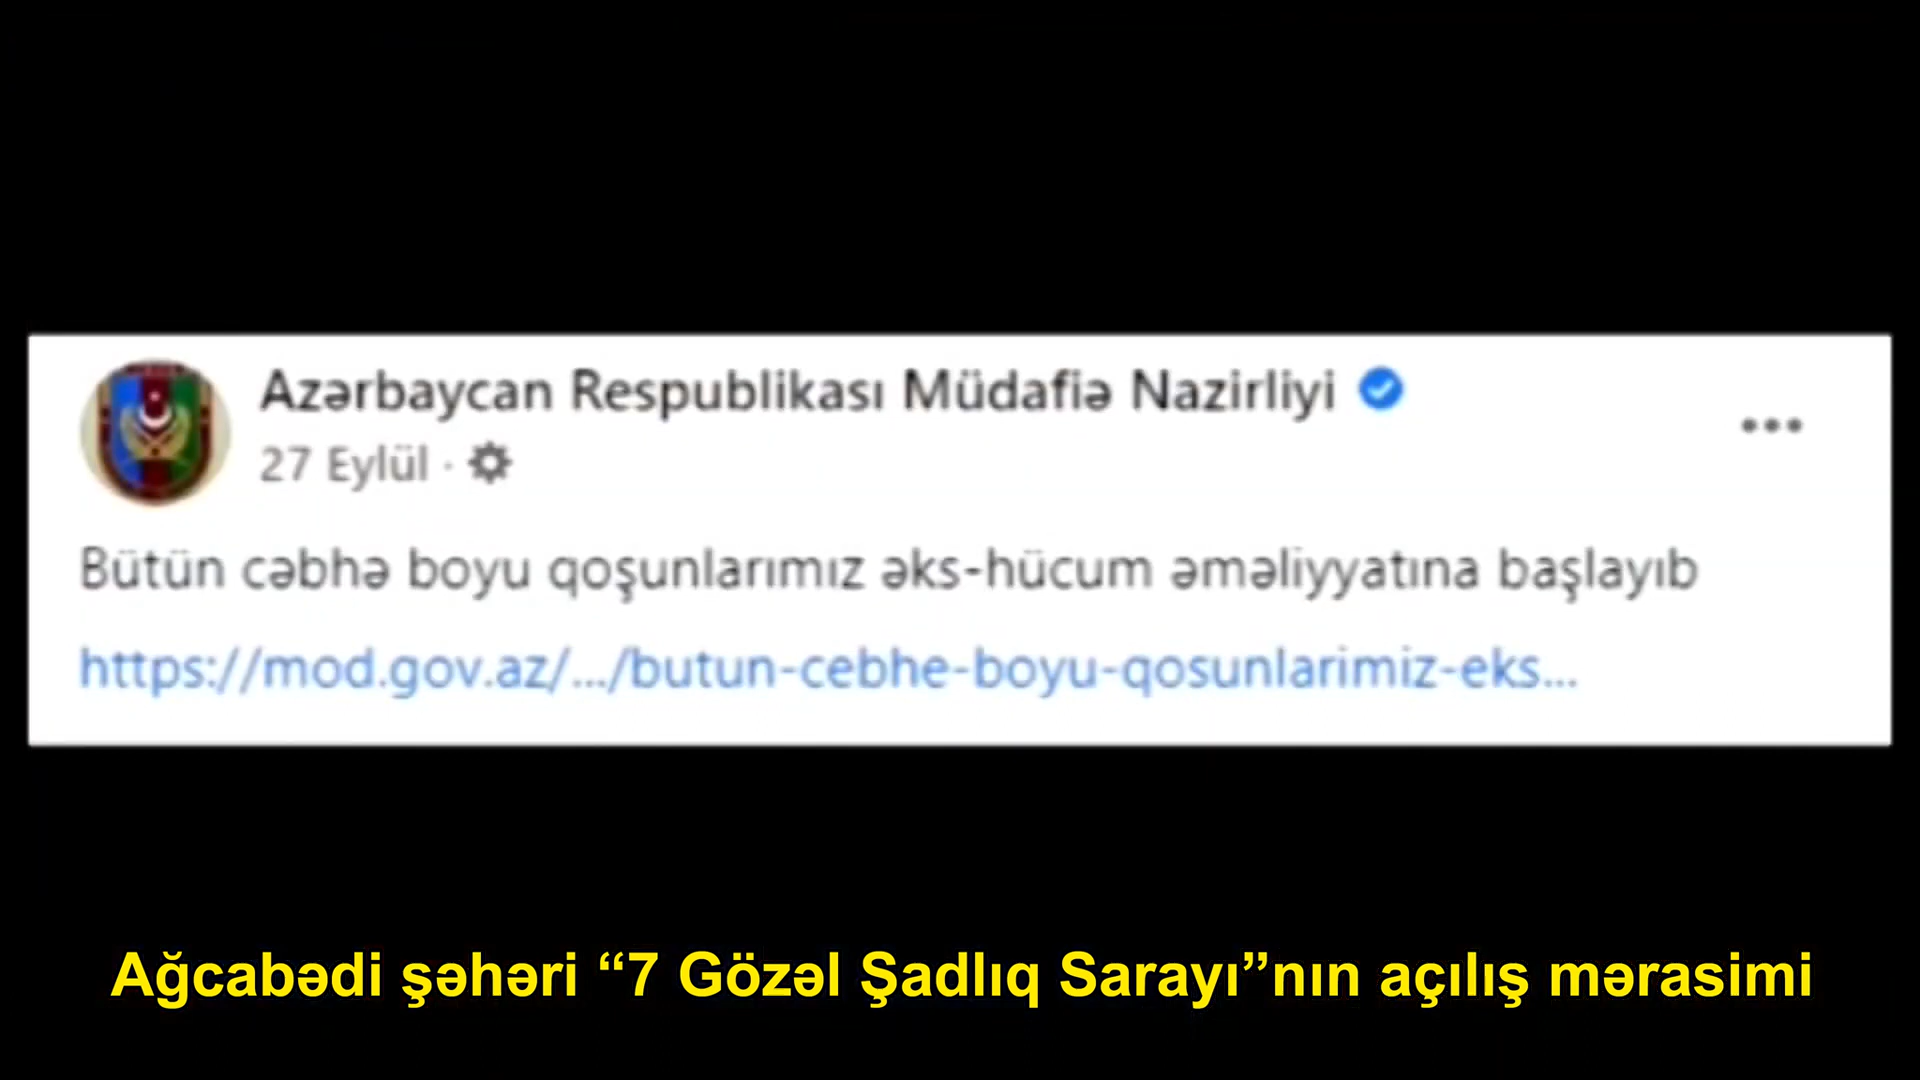 Azərbaycan Respublikası Müdafiə Nazirliyi
27 Eylül ·
Bütün cəbhə boyu qoşunlarımız əks-hücum əməliyyatına başlayıb
https://mod.gov.az/.../butun-cebhe-boyu-qosunlarimiz-eks...
Ağcabədi şəhəri “7 Gözəl Şadlıq Sarayı”nın açılış mərasimi